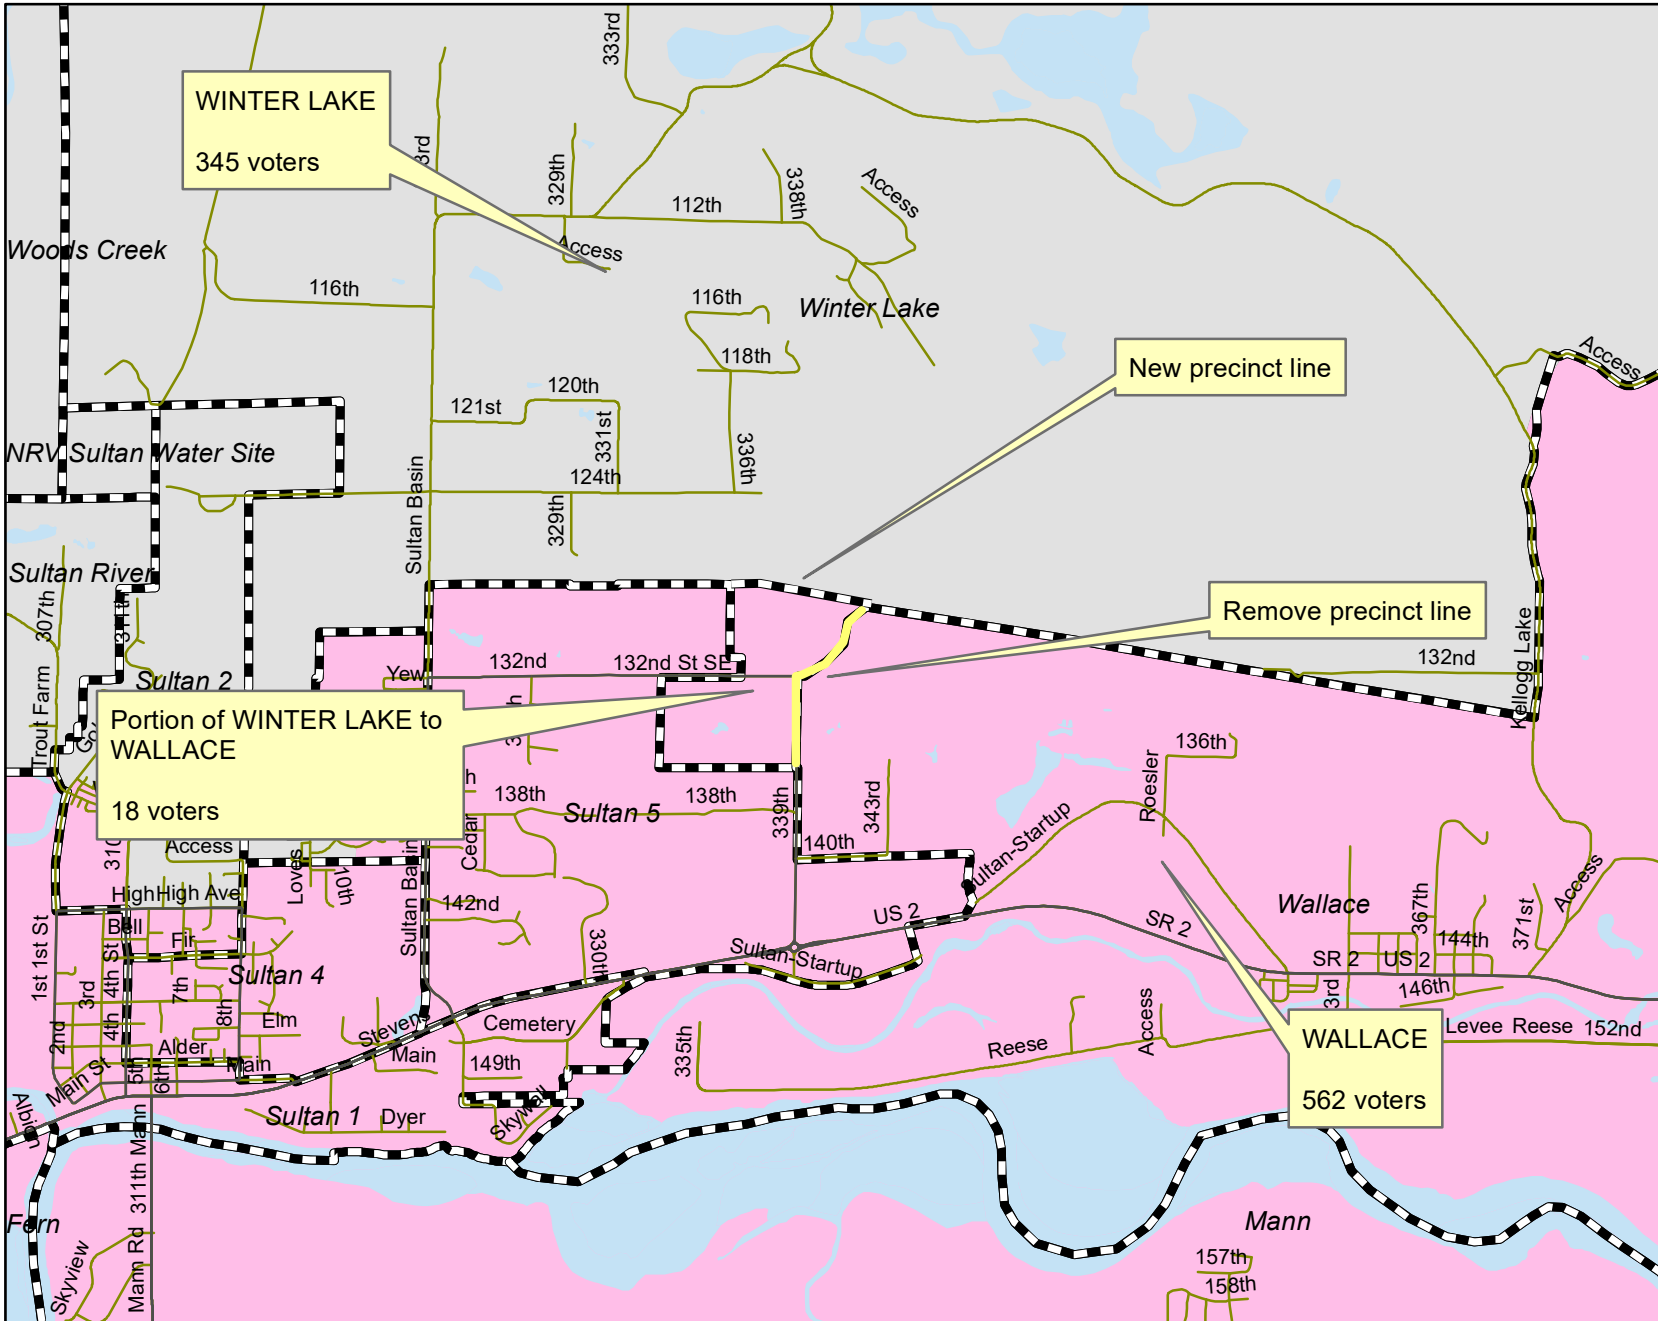 333rd
WINTER LAKE
345 voters
3rd
329th
338th
Access
112th
Woods Creek
Access
116th
116th
Winter Lake
118th
New precinct line
Access
120th
121st
331st
336th
NRV Sultan Water Site
124th
Sultan Basin
329th
Sultan River
307th
311th
Remove precinct line
Kellogg Lake
132nd
132nd
132nd St SE
Yew
Sultan 2
Trout Farm
Portion of WINTER LAKE to
WALLACE
18 voters
136th
Roesler
138th
138th
Sultan 5
339th
343rd
Sultan-Startup
310
Access
Loves
10th
Cedar
Sultan Basin
140th
High
High Ave
142nd
US 2
Wallace
367th
371st
Access
SR 2
Bell
Fir
1st
1st St
3rd
4th St
7th
Sultan 4
330th
Sultan-Startup
SR 2
US 2
144th
146th
3rd
2nd
4th
8th
Elm
Stevens
Cemetery
335th
Reese
Access
WALLACE
562 voters
Levee
Reese
152nd
Alder
Main
Main
149th
Main St
5th
6th
Albion
Sultan 1
Dyer
Skywall
311th
Mann
Fern
Mann
Skyview
Mann Rd
157th
158th